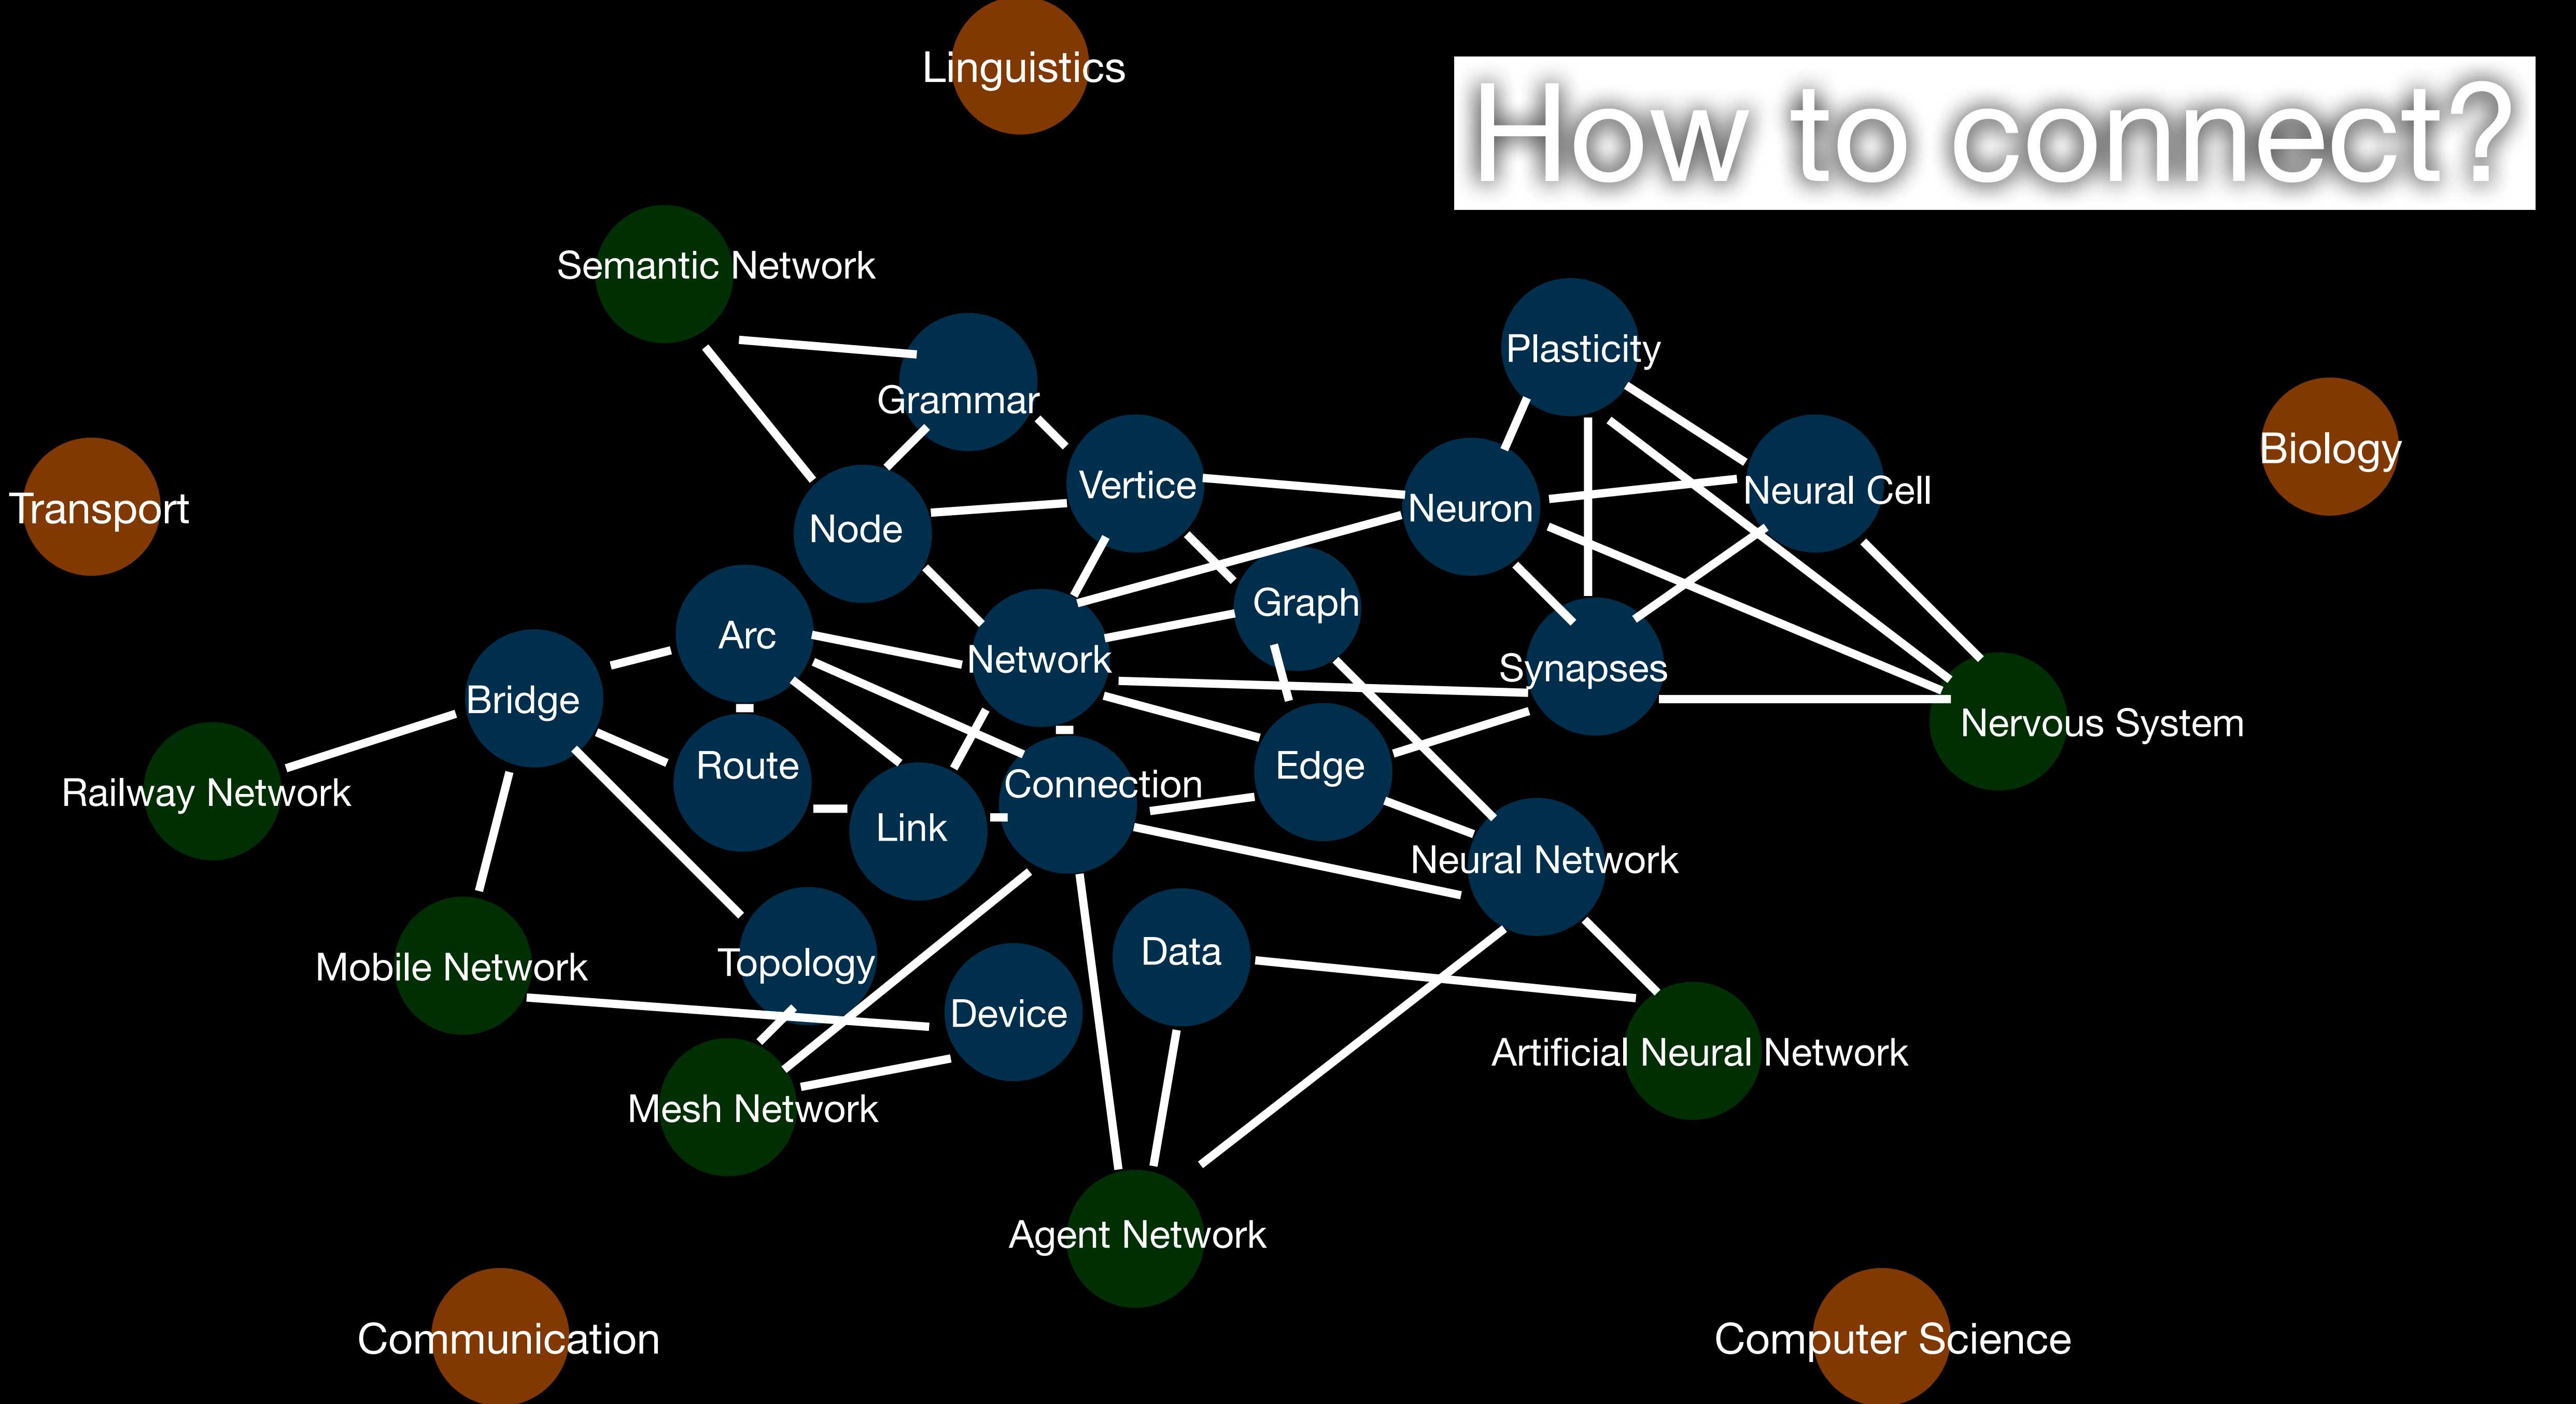 Linguistics
How to connect?
Semantic Network
Plasticity
Grammar
Biology
Vertice
Neural Cell
Transport
Neuron
Node
Graph
Arc
Network
Synapses
Bridge
Nervous System
Route
Edge
Connection
Railway Network
Link
Neural Network
Data
Topology
Mobile Network
Device
Artificial Neural Network
Mesh Network
Agent Network
Communication
Computer Science